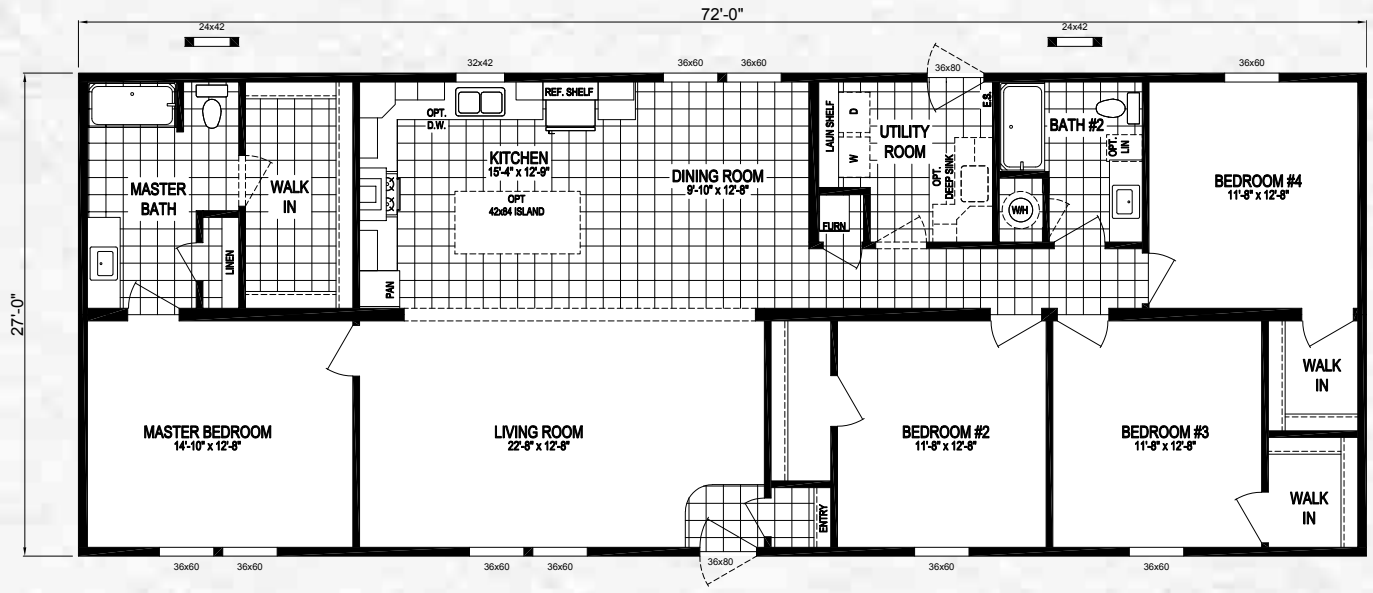 72'-0"
24x42
24x42
32x42
36x60
36x60
36x80
36x60
27'-0"
REF. SHELF
OPT.
D.W.
KITCHEN
15'-4" x 12'-9"
OPT
42x84 ISLAND
DINING ROOM
9'-10" x 12'-8"
MASTER
BATH
WALK
IN
LINEN
PAN
LAUN SHELF
D
W
UTILITY
ROOM
E.S.
OPT.
DEEP SINK
FURN
BATH #2
OPT.
LIN
W/H
BEDROOM #4
11'-8" x 12'-8"
MASTER BEDROOM
14'-10" x 12'-8"
LIVING ROOM
22'-8" x 12'-8"
BEDROOM #2
11'-8" x 12'-8"
BEDROOM #3
11'-8" x 12'-8"
WALK
IN
WALK
IN
ENTRY
36x60
36x60
36x60
36x60
36x80
36x60
36x60